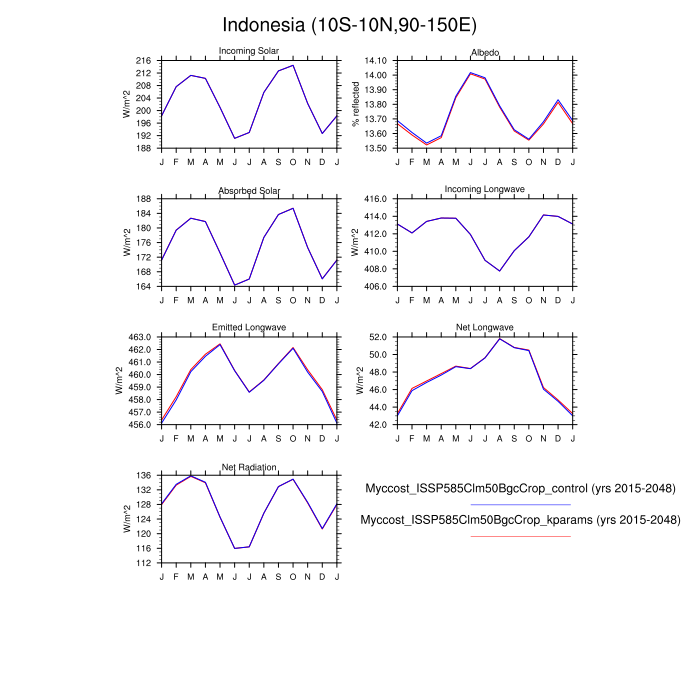 Indonesia (10S-10N,90-150E)
Incoming Solar
W/m^2
216
212
208
204
200
196
192
188
J F M A M J J A S O N D J
Albedo
% reflected
14.10
14.00
13.90
13.80
13.70
13.60
13.50
J F M A M J J A S O N D J
Absorbed Solar
W/m^2
188
184
180
176
172
168
164
J F M A M J J A S O N D J
Incoming Longwave
W/m^2
416.0
414.0
412.0
410.0
408.0
406.0
J F M A M J J A S O N D J
Emitted Longwave
W/m^2
463.0
462.0
461.0
460.0
459.0
458.0
457.0
456.0
J F M A M J J A S O N D J
Net Longwave
W/m^2
52.0
50.0
48.0
46.0
44.0
42.0
J F M A M J J A S O N D J
Net Radiation
W/m^2
136
132
128
124
120
116
112
J F M A M J J A S O N D J
Myccost_ISSP585Clm50BgcCrop_control (yrs 2015-2048)
Myccost_ISSP585Clm50BgcCrop_kparams (yrs 2015-2048)